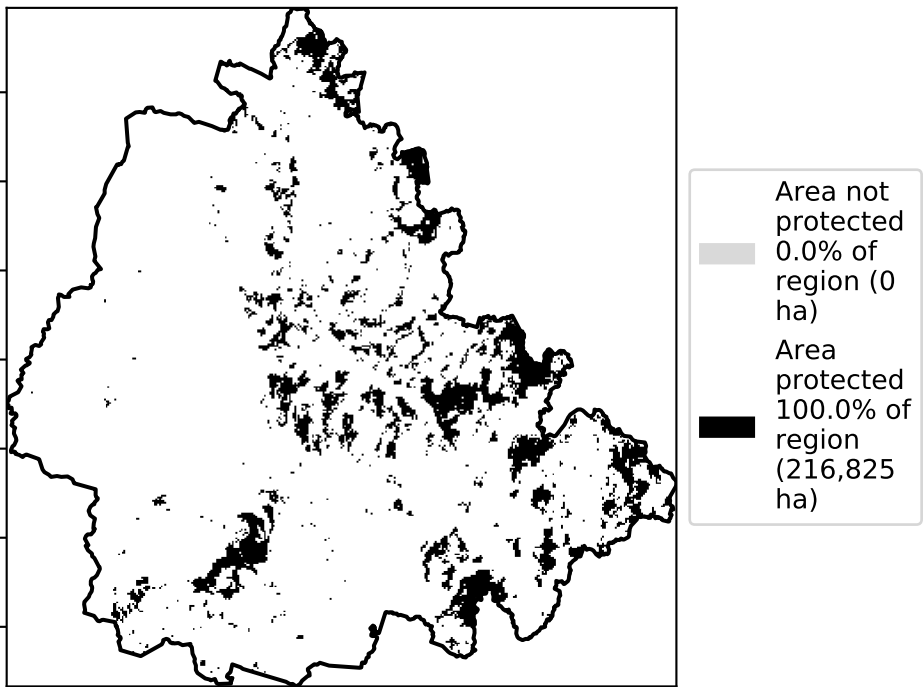 Area not
protected
0.0% of
region (0
ha)
Area
protected
100.0% of
region
(216,825
ha)